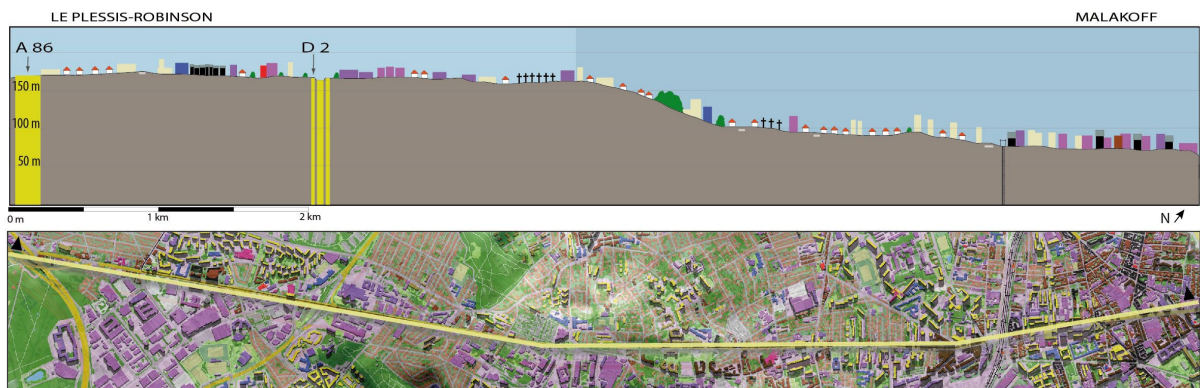 LE PLESSIS-ROBINSON MALAKOFF
A 86 D 2
150 m
100 m
50 m
0 m 1 km 2 km N